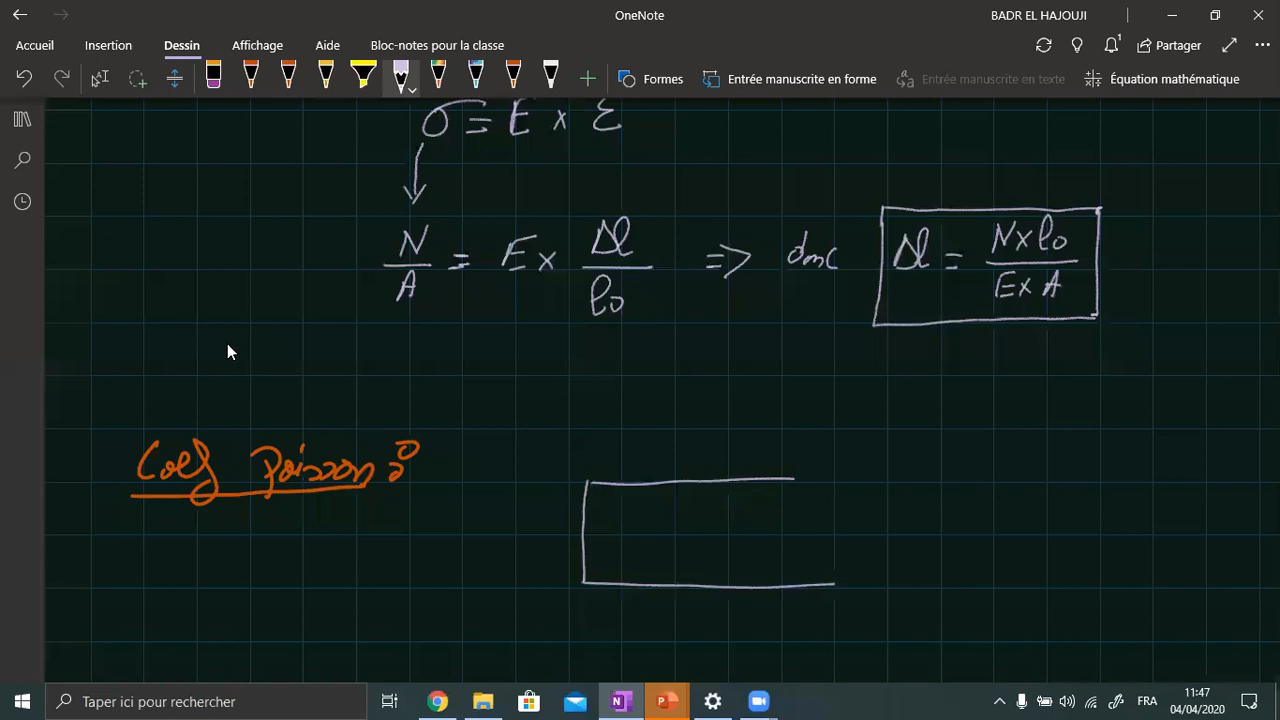 OneNote
BADR EL HAJOUJI
Accueil Insertion Dessin Affichage Aide Bloc-notes pour la classe
1 Partager
Formes Entrée manuscrite en forme Entrée manuscrite en texte Équation mathématique
σ = E x ε
N/A = E x Δl/l0 => donc Δl = N x l0/E x A
Coef Poisson :
Taper ici pour rechercher
FRA
11:47
04/04/2020